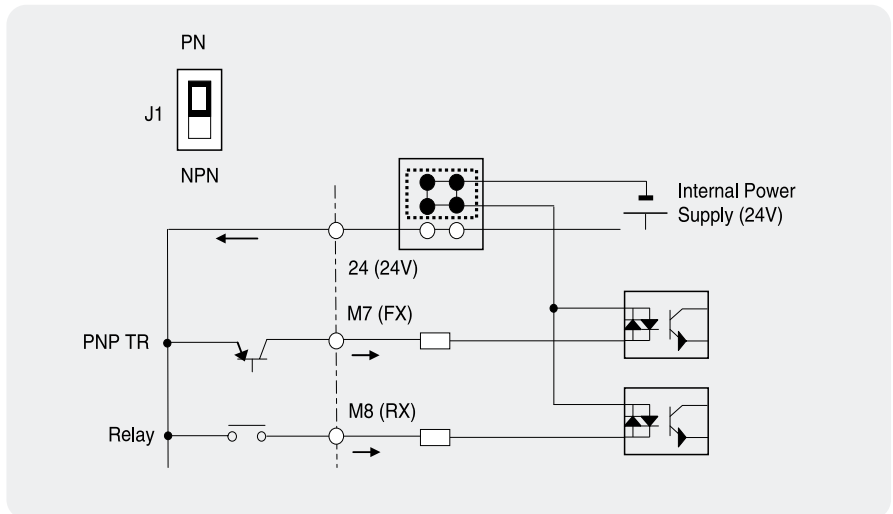 PN
J1
NPN
Internal Power
Supply (24V)
24 (24V)
M7 (FX)
PNP TR
M8 (RX)
Relay